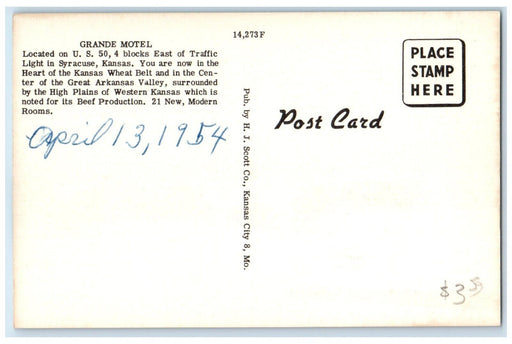 14,273F
GRANDE MOTEL
Located on U. S. 50, 4 blocks East of Traffic
Light in Syracuse, Kansas. You are now in the
Heart of the Kansas Wheat Belt and in the Cen-
ter of the Great Arkansas Valley, surrounded
by the High Plains of Western Kansas which is
noted for its Beef Production. 21 New, Modern
Rooms.
April 13, 1954
Pub. by H. J. Scott Co., Kansas City 8, Mo.
Post Card
PLACE
STAMP
HERE